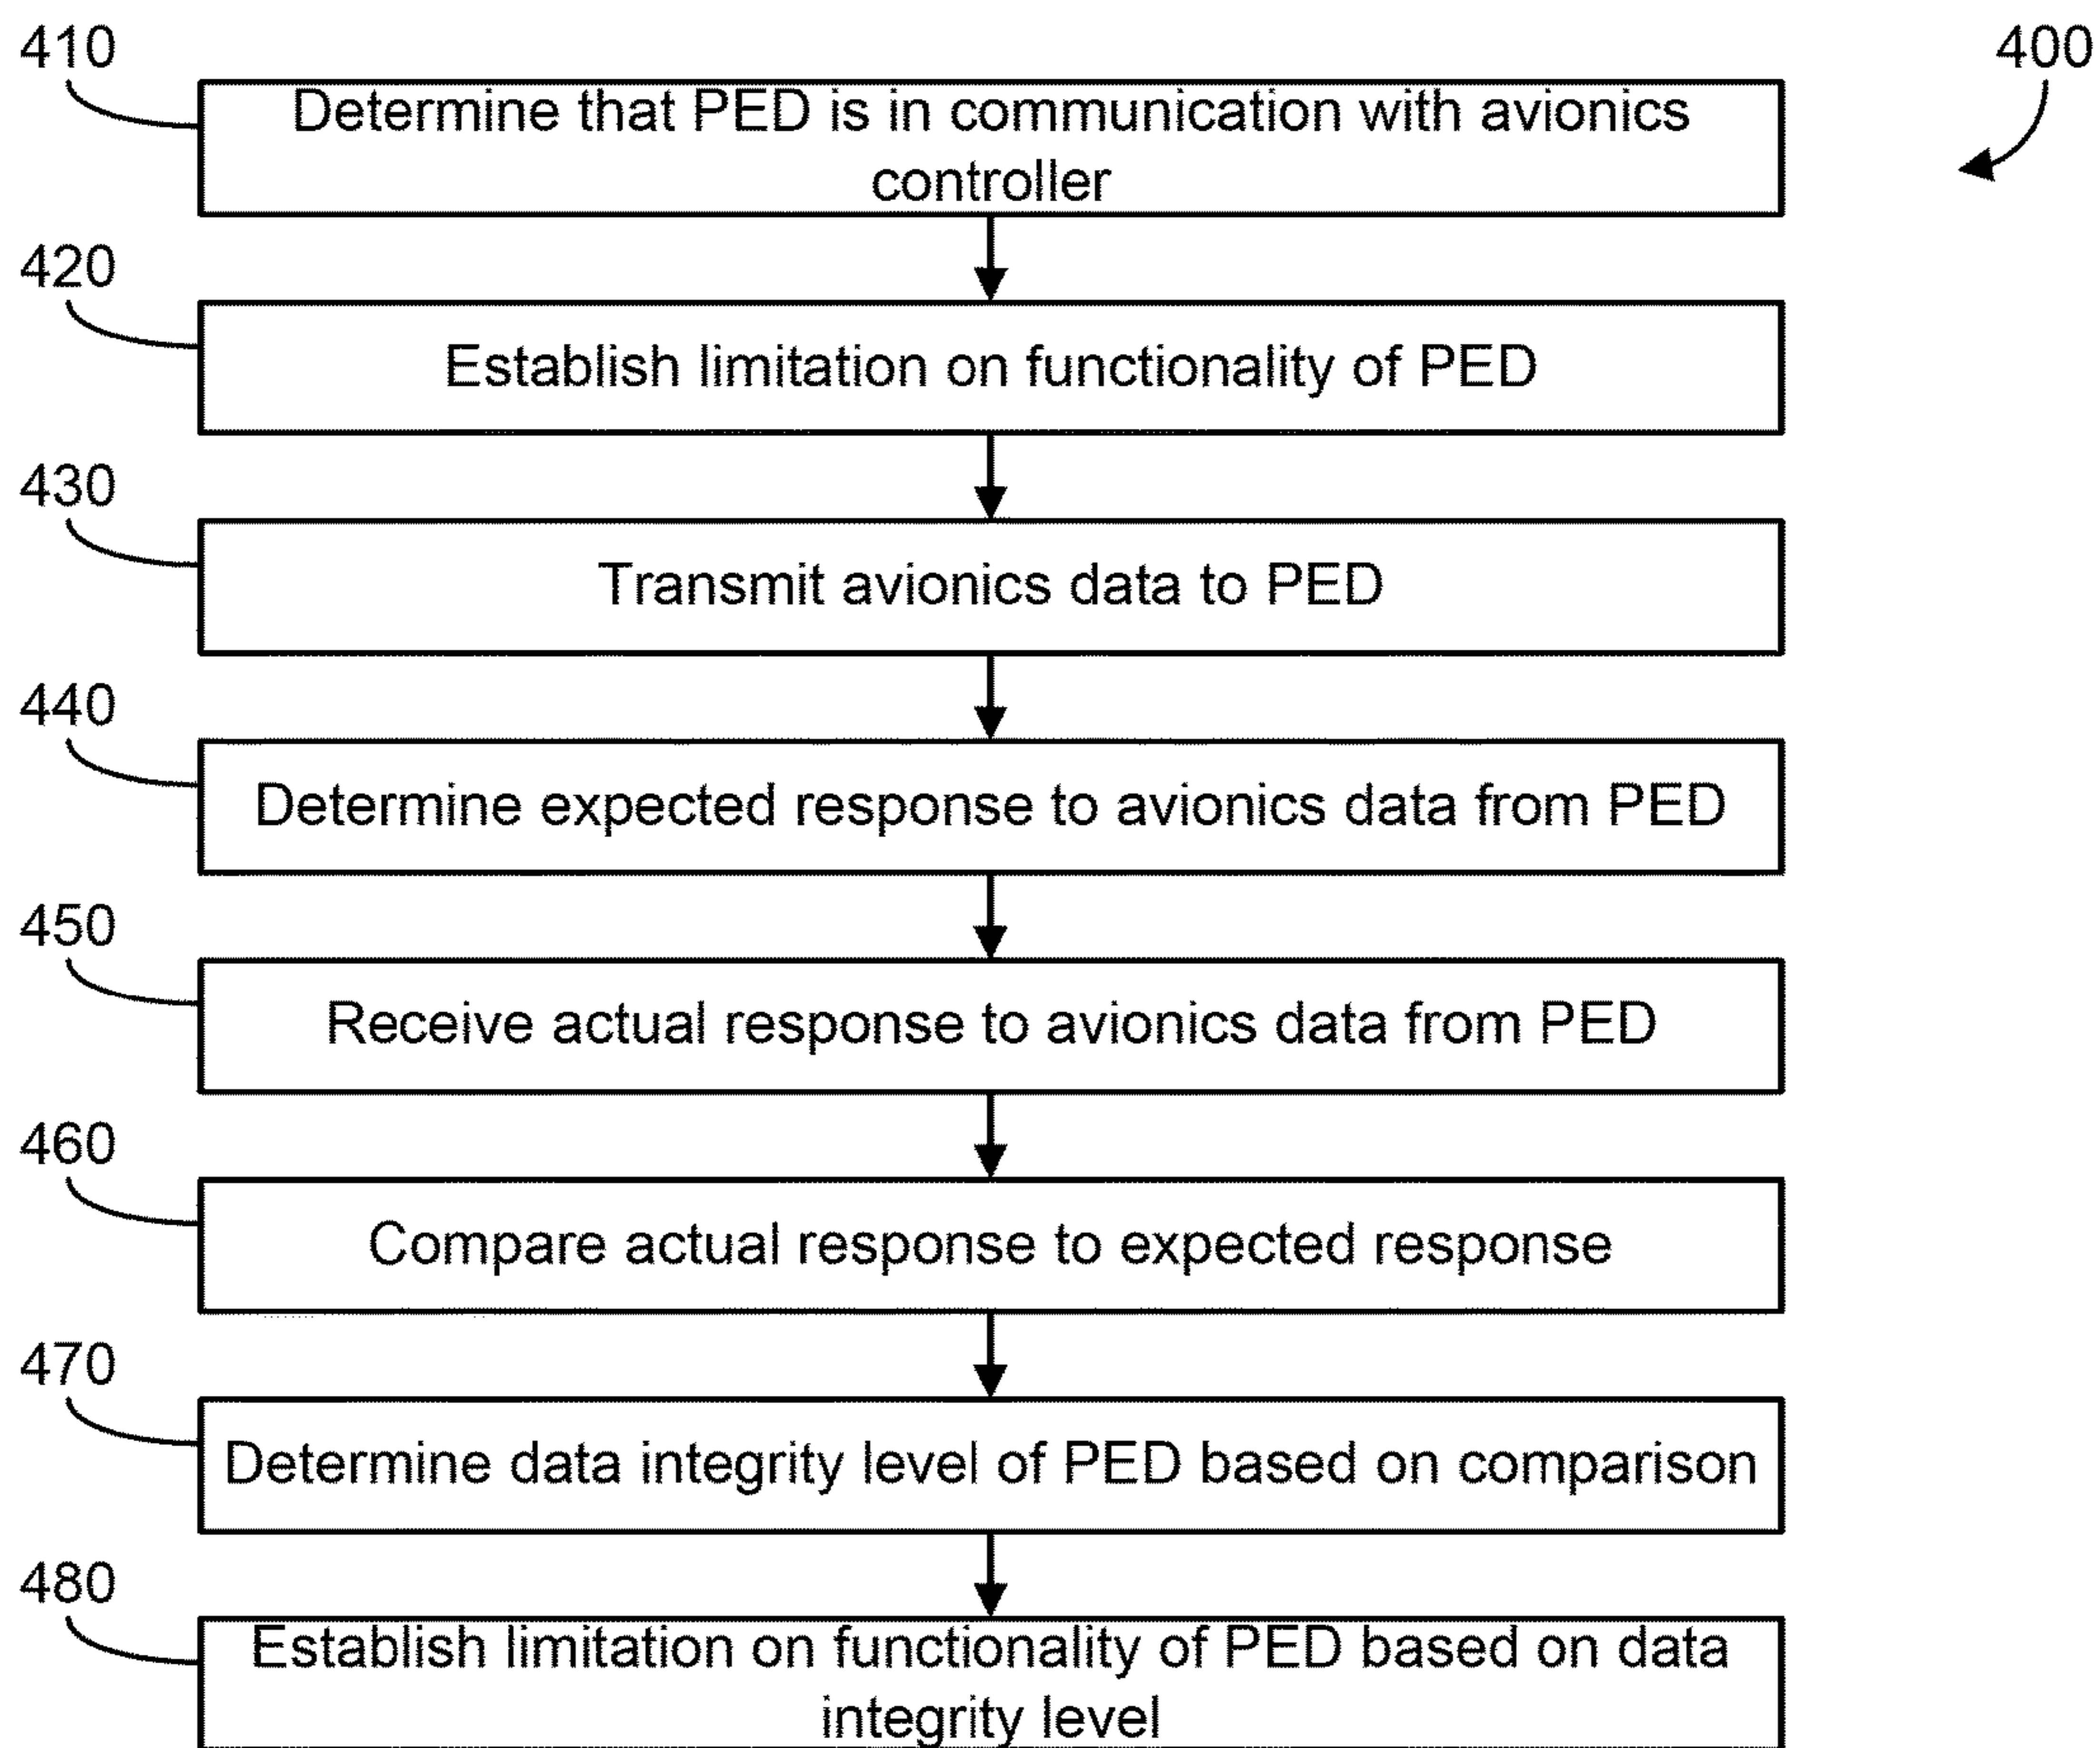 410
400
Determine that PED is in communication with avionics
controller
420
Establish limitation on functionality of PED
430
Transmit avionics data to PED
440
Determine expected response to avionics data from PED
450
Receive actual response to avionics data from PED
460
Compare actual response to expected response
470
Determine data integrity level of PED based on comparison
480
Establish limitation on functionality of PED based on data
integrity level